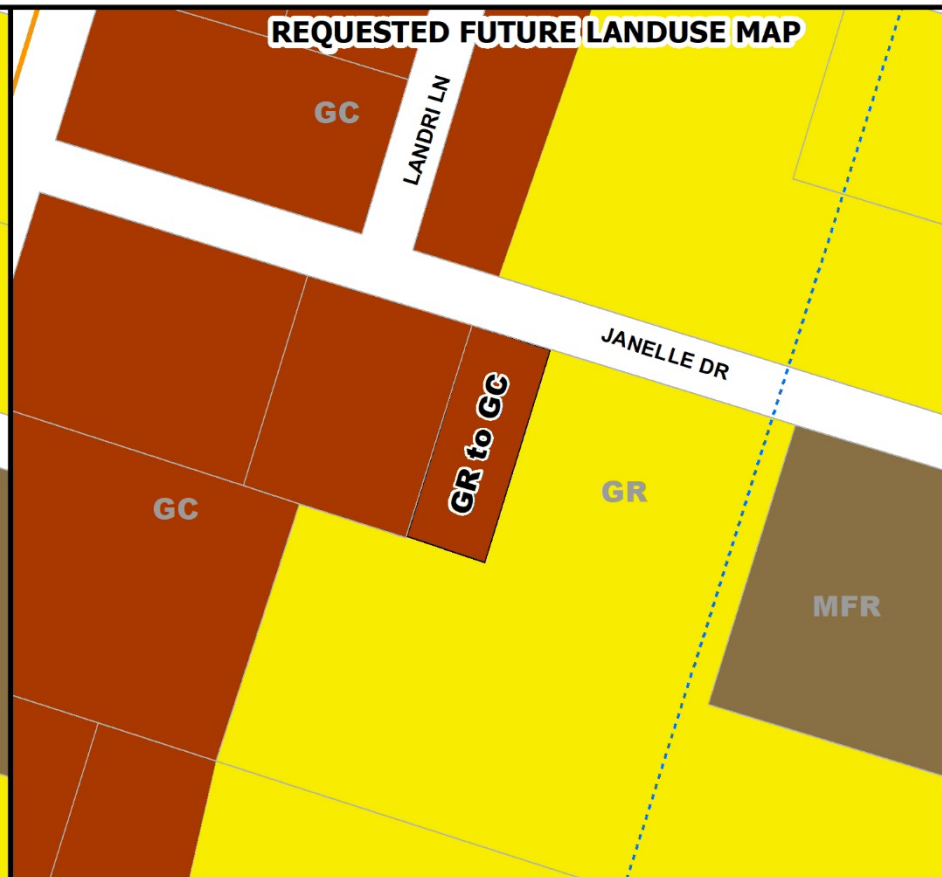 REQUESTED FUTURE LANDUSE MAP
GC
LANDRI LN
JANELLE DR
GR to GC
GR
GC
MFR